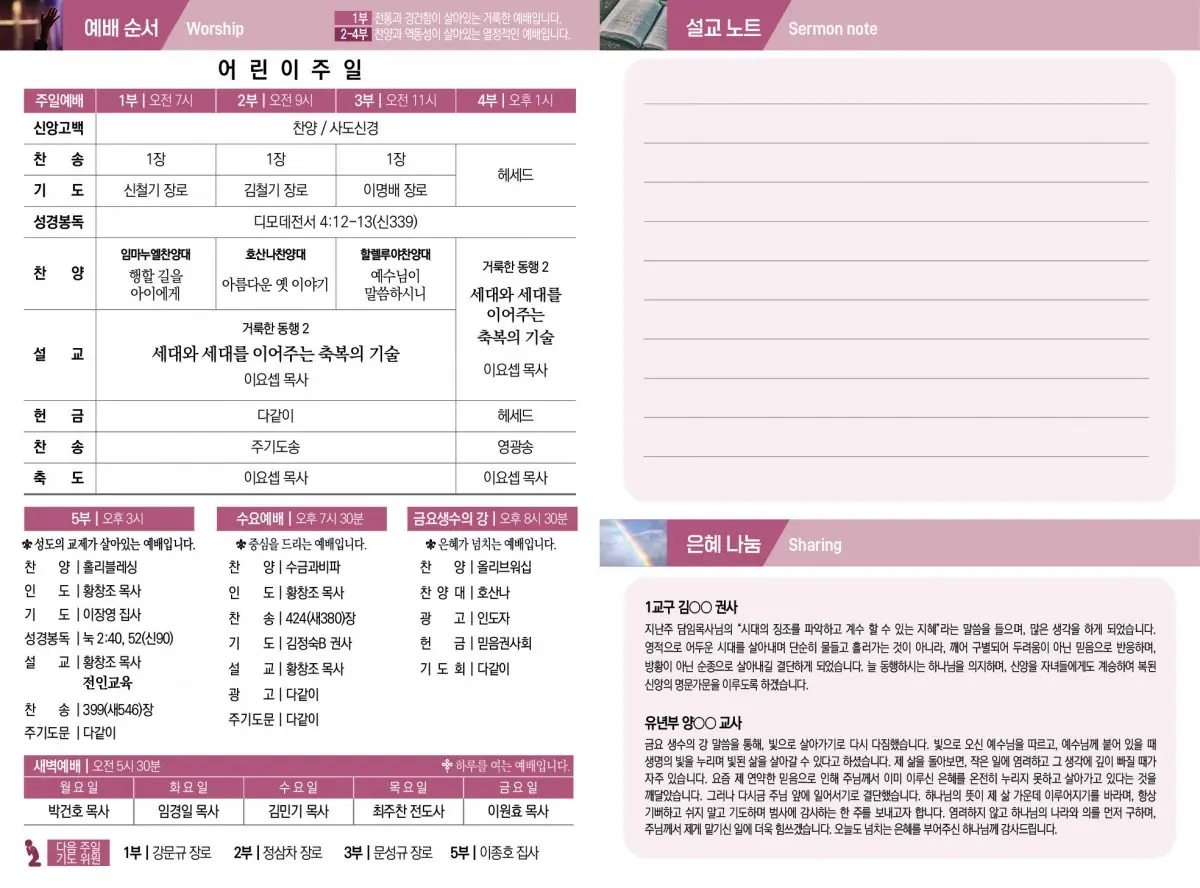 예배 순서 Worship
1부 전통과 경건함이 살아있는 거룩한 예배입니다.
2-4부 찬양과 역동성이 살아있는 열정적인 예배입니다.
어 린 이 주 일
주일예배 1부 | 오전 7시 2부 | 오전 9시 3부 | 오전 11시 4부 | 오후 1시
신앙고백 찬양 / 사도신경
찬 송 1장 1장 1장
헤세드
기 도 신철기 장로 김철기 장로 이명배 장로
성경봉독 디모데전서 4:12-13(신339)
찬 양
임마누엘찬양대
행할 길을
아이에게
호산나찬양대
아름다운 옛 이야기
할렐루야찬양대
예수님이
말씀하시니
거룩한 동행 2
세대와 세대를
이어주는
축복의 기술
이요셉 목사
설 교
거룩한 동행 2
세대와 세대를 이어주는 축복의 기술
이요셉 목사
헌 금 다같이 헤세드
찬 송 주기도송 영광송
축 도 이요셉 목사 이요셉 목사
5부 | 오후 3시
성도의 교제가 살아있는 예배입니다.
찬 양 | 홀리블레싱
인 도 | 황창조 목사
기 도 | 이장영 집사
성경봉독 | 눅 2:40, 52(신90)
설 교 | 황창조 목사
전인교육
찬 송 | 399(새546)장
주기도문 | 다같이
수요예배 | 오후 7시 30분
중심을 드리는 예배입니다.
찬 양 | 수금과비파
인 도 | 황창조 목사
찬 송 | 424(새380)장
기 도 | 김정숙B 권사
설 교 | 황창조 목사
광 고 | 다같이
주기도문 | 다같이
금요생수의 강 | 오후 8시 30분
은혜가 넘치는 예배입니다.
찬 양 | 올리브워십
찬 양 대 | 호산나
광 고 | 인도자
헌 금 | 믿음권사회
기 도 회 | 다같이
새벽예배 | 오전 5시 30분 하루를 여는 예배입니다.
월 요 일 화 요 일 수 요 일 목 요 일 금 요 일
박건호 목사 임경일 목사 김민기 목사 최주찬 전도사 이원효 목사
다음 주일
기도 위원
1부 | 강문규 장로 2부 | 정삼차 장로 3부 | 문성규 장로 5부 | 이종호 집사
설교 노트 Sermon note
은혜 나눔 Sharing
1교구 김○○ 권사
지난주 담임목사님의 “시대의 징조를 파악하고 계수 할 수 있는 지혜”라는 말씀을 들으며, 많은 생각을 하게 되었습니다.
영적으로 어두운 시대를 살아내며 단순히 물들고 흘러가는 것이 아니라, 깨어 구별되어 두려움이 아닌 믿음으로 반응하며,
방황이 아닌 순종으로 살아내길 결단하게 되었습니다. 늘 동행하시는 하나님을 의지하며, 신앙을 자녀들에게도 계승하여 복된
신앙의 명문가문을 이루도록 하겠습니다.
유년부 양○○ 교사
금요 생수의 강 말씀을 통해, 빛으로 살아가기로 다시 다짐했습니다. 빛으로 오신 예수님을 따르고, 예수님께 붙어 있을 때
생명의 빛을 누리며 빛된 삶을 살아갈 수 있다고 하셨습니다. 제 삶을 돌아보면, 작은 일에 염려하고 그 생각에 깊이 빠질 때가
자주 있습니다. 요즘 제 연약한 믿음으로 인해 주님께서 이미 이루신 은혜를 온전히 누리지 못하고 살아가고 있다는 것을
깨달았습니다. 그러나 다시금 주님 앞에 일어서기로 결단했습니다. 하나님의 뜻이 제 삶 가운데 이루어지기를 바라며, 항상
기뻐하고 쉬지 말고 기도하며 범사에 감사하는 한 주를 보내고자 합니다. 염려하지 않고 하나님의 나라와 의를 먼저 구하며,
주님께서 제게 맡기신 일에 더욱 힘쓰겠습니다. 오늘도 넘치는 은혜를 부어주신 하나님께 감사드립니다.